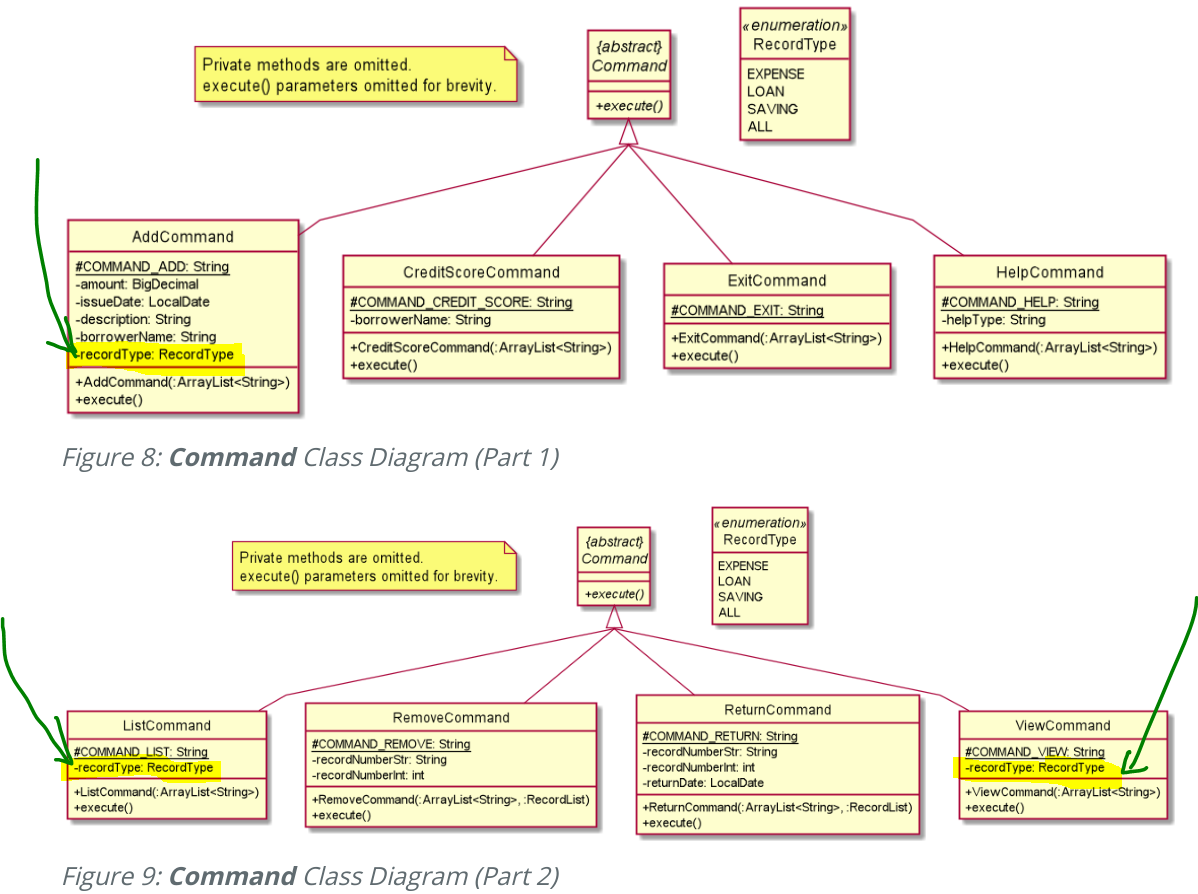 Private methods are omitted.
execute() parameters omitted for brevity.
{abstract}
Command
+execute()
«enumeration»
RecordType
EXPENSE
LOAN
SAVING
ALL
AddCommand
#COMMAND_ADD: String
-amount: BigDecimal
-issueDate: LocalDate
-description: String
-borrowerName: String
-recordType: RecordType
+AddCommand(:ArrayList<String>)
+execute()
CreditScoreCommand
#COMMAND_CREDIT_SCORE: String
-borrowerName: String
+CreditScoreCommand(:ArrayList<String>)
+execute()
ExitCommand
#COMMAND_EXIT: String
+ExitCommand(:ArrayList<String>)
+execute()
HelpCommand
#COMMAND_HELP: String
-helpType: String
+HelpCommand(:ArrayList<String>)
+execute()
Figure 8: Command Class Diagram (Part 1)
Private methods are omitted.
execute() parameters omitted for brevity.
{abstract}
Command
+execute()
«enumeration»
RecordType
EXPENSE
LOAN
SAVING
ALL
ListCommand
#COMMAND_LIST: String
-recordType: RecordType
+ListCommand(:ArrayList<String>)
+execute()
RemoveCommand
#COMMAND_REMOVE: String
-recordNumberStr: String
-recordNumberInt: int
+RemoveCommand(:ArrayList<String>, :RecordList)
+execute()
ReturnCommand
#COMMAND_RETURN: String
-recordNumberStr: String
-recordNumberInt: int
-returnDate: LocalDate
+ReturnCommand(:ArrayList<String>, :RecordList)
+execute()
ViewCommand
#COMMAND_VIEW: String
-recordType: RecordType
+ViewCommand(:ArrayList<String>)
+execute()
Figure 9: Command Class Diagram (Part 2)